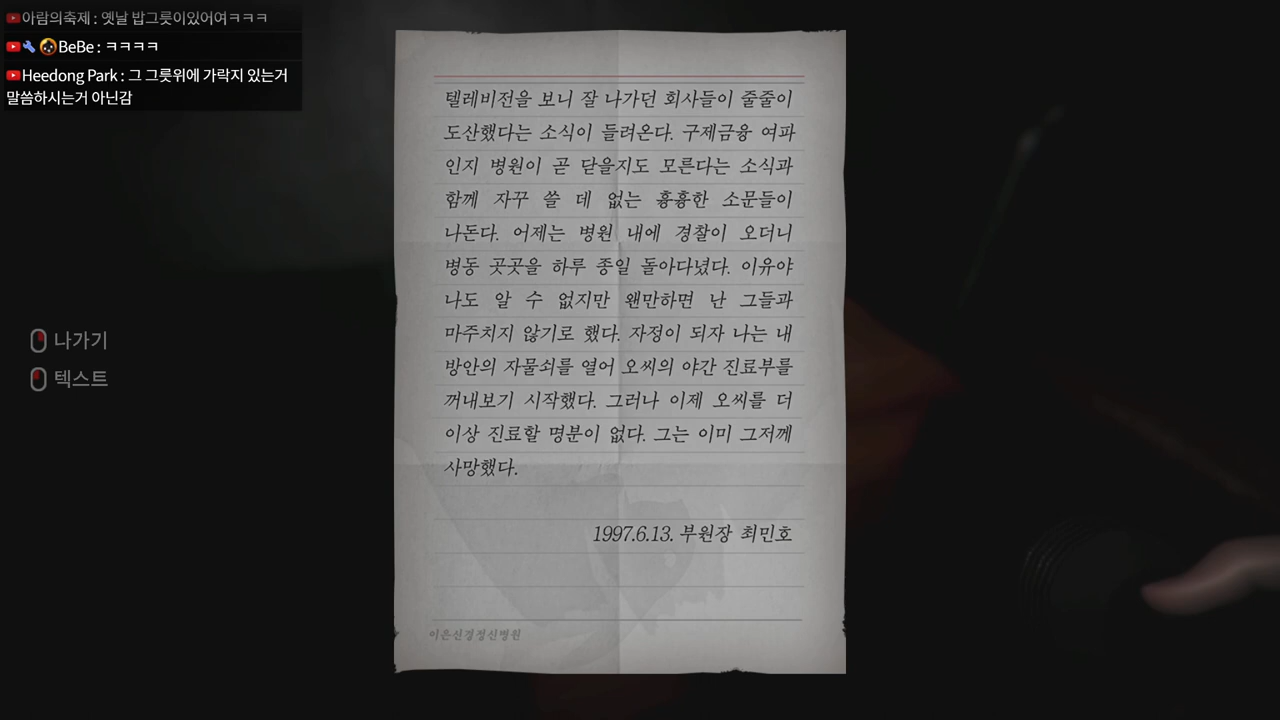 아람의축제 : 옛날 밥그릇이있어여ㅋㅋㅋ
BeBe : ㅋㅋㅋㅋ
Heedong Park : 그 그릇위에 가락지 있는거
말씀하시는거 아닌감
텔레비전을 보니 잘 나가던 회사들이 줄줄이
도산했다는 소식이 들려온다. 구제금융 여파
인지 병원이 곧 닫을지도 모른다는 소식과
함께 자꾸 쓸 데 없는 흉흉한 소문들이
나돈다. 어제는 병원 내에 경찰이 오더니
병동 곳곳을 하루 종일 돌아다녔다. 이유야
나도 알 수 없지만 왠만하면 난 그들과
마주치지 않기로 했다. 자정이 되자 나는 내
방안의 자물쇠를 열어 오씨의 야간 진료부를
꺼내보기 시작했다. 그러나 이제 오씨를 더
이상 진료할 명분이 없다. 그는 이미 그저께
사망했다.
1997.6.13. 부원장 최민호
이은신경정신병원
나가기
텍스트